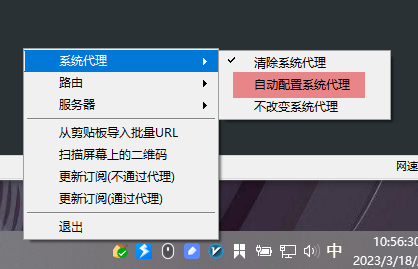 系统代理
路由
服务器
从剪贴板导入批量URL
扫描屏幕上的二维码
更新订阅(不通过代理)
更新订阅(通过代理)
退出
清除系统代理
自动配置系统代理
不改变系统代理
网速
中
10:56:30
2023/3/18/